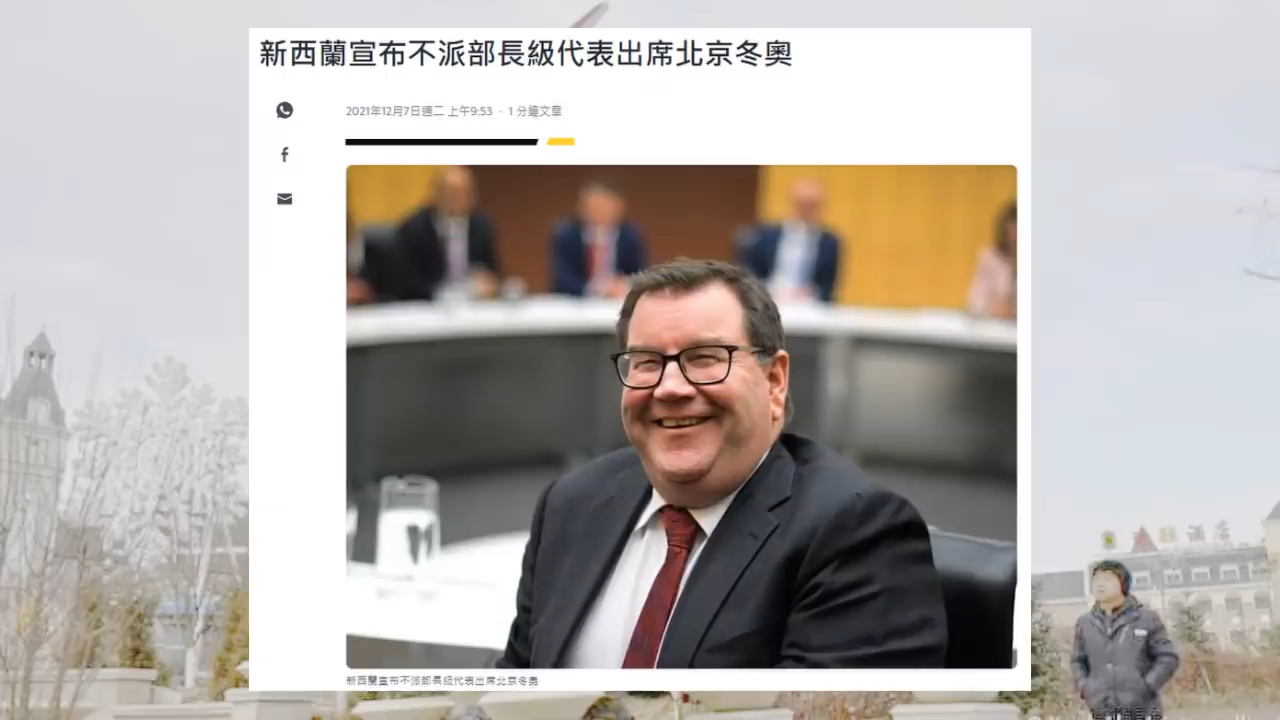 新西蘭宣布不派部長級代表出席北京冬奧
2021年12月7日週二 上午9:53 · 1 分鐘文章
新西蘭宣布不派部長級代表出席北京冬奧
酒店